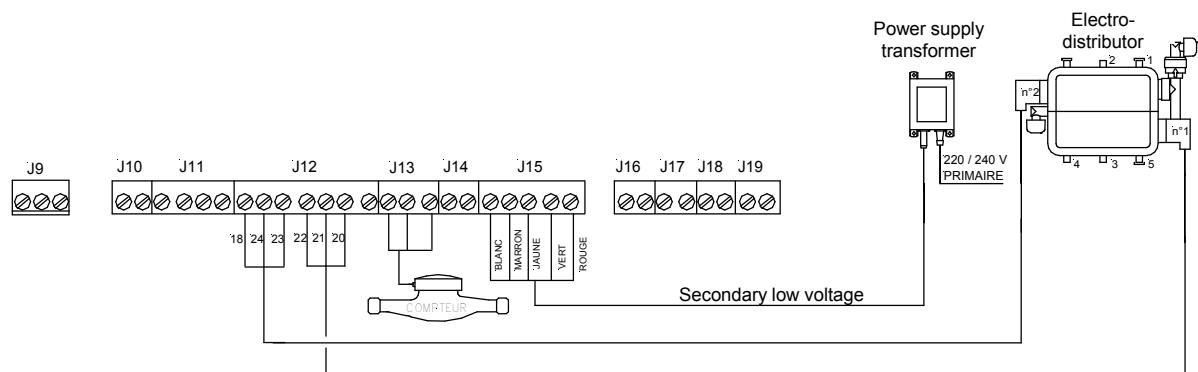 Power supply
transformer
Electro-
distributor
2
1
n°2
n°1
4
3
5
220 / 240 V
PRIMAIRE
J9
J10
J11
J12
J13
J14
J15
J16
J17
J18
J19
18
24
23
22
21
20
BLANC
MARRON
JAUNE
VERT
ROUGE
COMPTEUR
Secondary low voltage